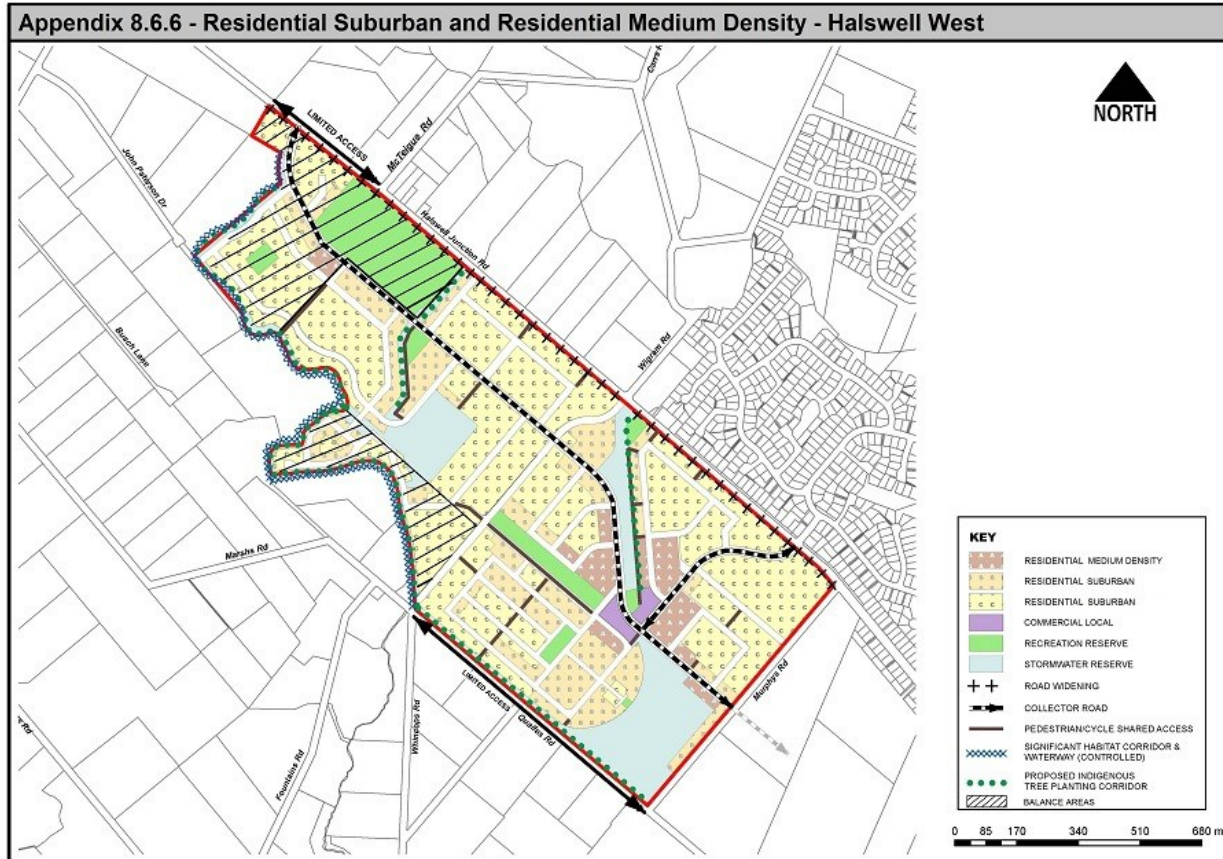 Appendix 8.6.6 - Residential Suburban and Residential Medium Density - Halswell West
NORTH
LIMITED ACCESS
McTeigue Rd
John Paterson Dr
Halswell Junction Rd
Busch Lane
Wigram Rd
Marshs Rd
Murphys Rd
LIMITED ACCESS
Quaifes Rd
Whincops Rd
Fountains Rd
KEY
RESIDENTIAL MEDIUM DENSITY
RESIDENTIAL SUBURBAN
RESIDENTIAL SUBURBAN
COMMERCIAL LOCAL
RECREATION RESERVE
STORMWATER RESERVE
ROAD WIDENING
COLLECTOR ROAD
PEDESTRIAN/CYCLE SHARED ACCESS
SIGNIFICANT HABITAT CORRIDOR &
WATERWAY (CONTROLLED)
PROPOSED INDIGENOUS
TREE PLANTING CORRIDOR
BALANCE AREAS
0 85 170 340 510 680 m